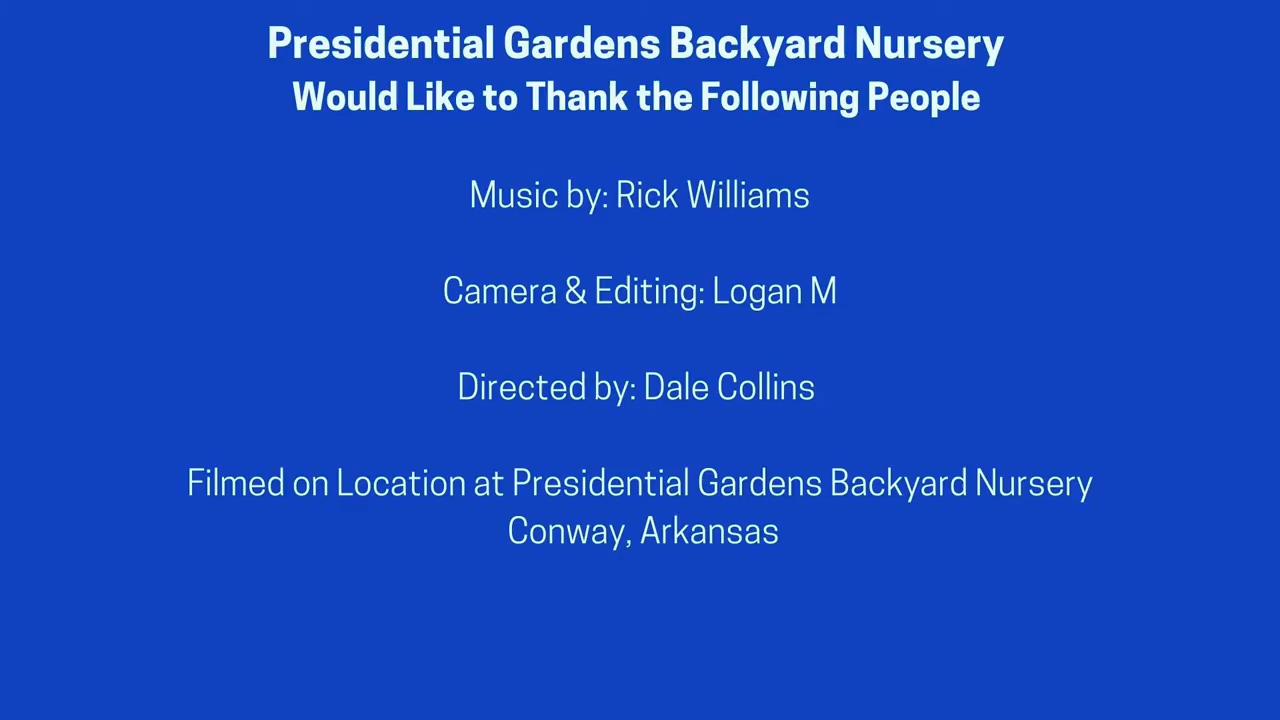 Presidential Gardens Backyard Nursery
Would Like to Thank the Following People
Music by: Rick Williams
Camera & Editing: Logan M
Directed by: Dale Collins
Filmed on Location at Presidential Gardens Backyard Nursery
Conway, Arkansas